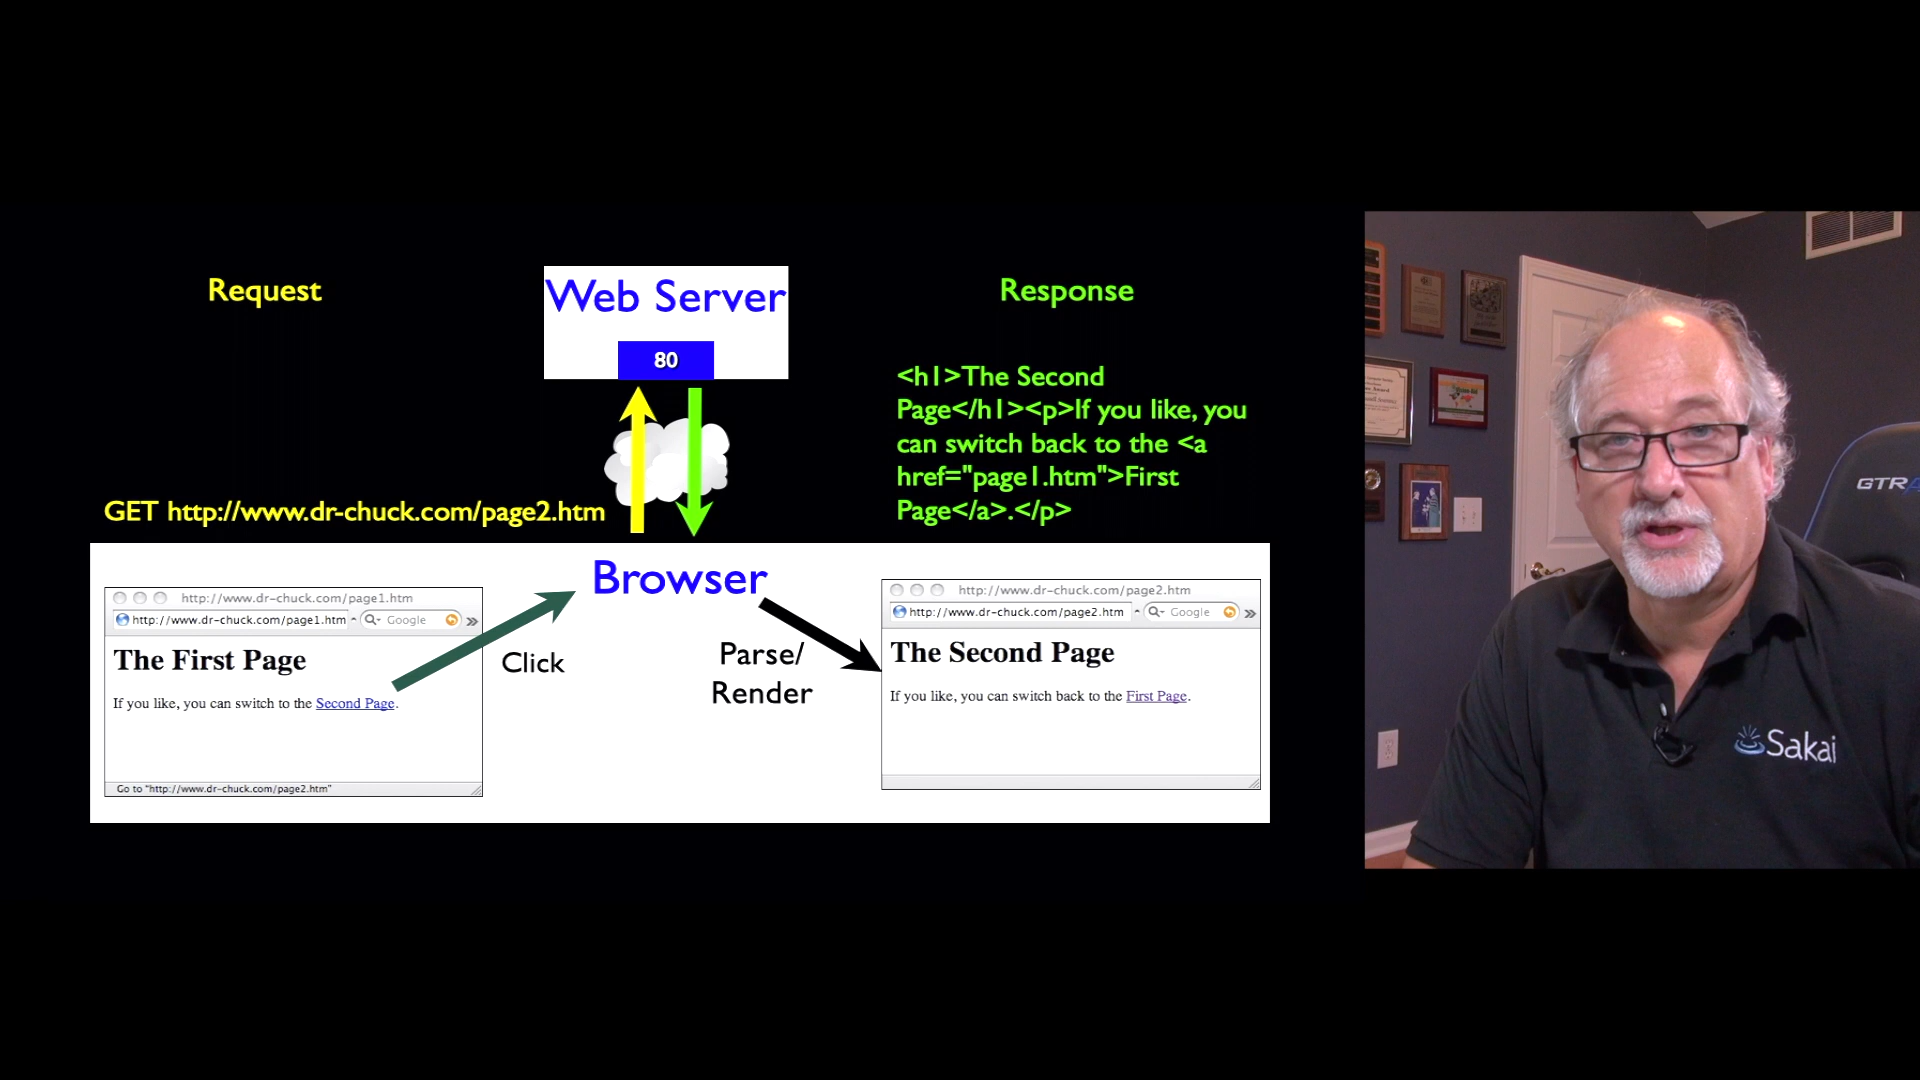 Request
Web Server
80
Response
<h1>The Second
Page</h1><p>If you like, you
can switch back to the <a
href="page1.htm">First
Page</a>.</p>
GET http://www.dr-chuck.com/page2.htm
Browser
Click
Parse/
Render
http://www.dr-chuck.com/page1.htm
http://www.dr-chuck.com/page1.htm
Google
The First Page
If you like, you can switch to the Second Page.
Go to "http://www.dr-chuck.com/page2.htm"
http://www.dr-chuck.com/page2.htm
http://www.dr-chuck.com/page2.htm
Google
The Second Page
If you like, you can switch back to the First Page.
Sakai